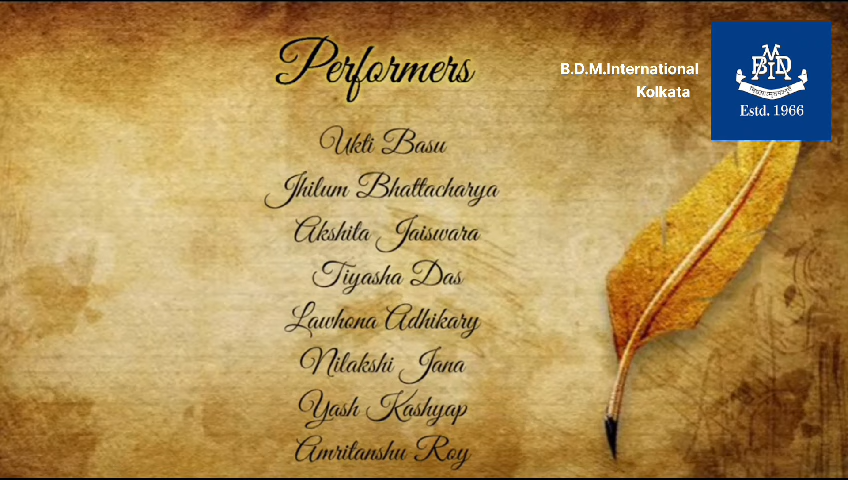 Performers
B.D.M.International
Kolkata
Estd. 1966
Ukti Basu
Jhilum Bhattacharya
Akshita Jaiswara
Tiyasha Das
Lawhona Adhikary
Nilakshi Jana
Yash Kashyap
Amritanshu Roy